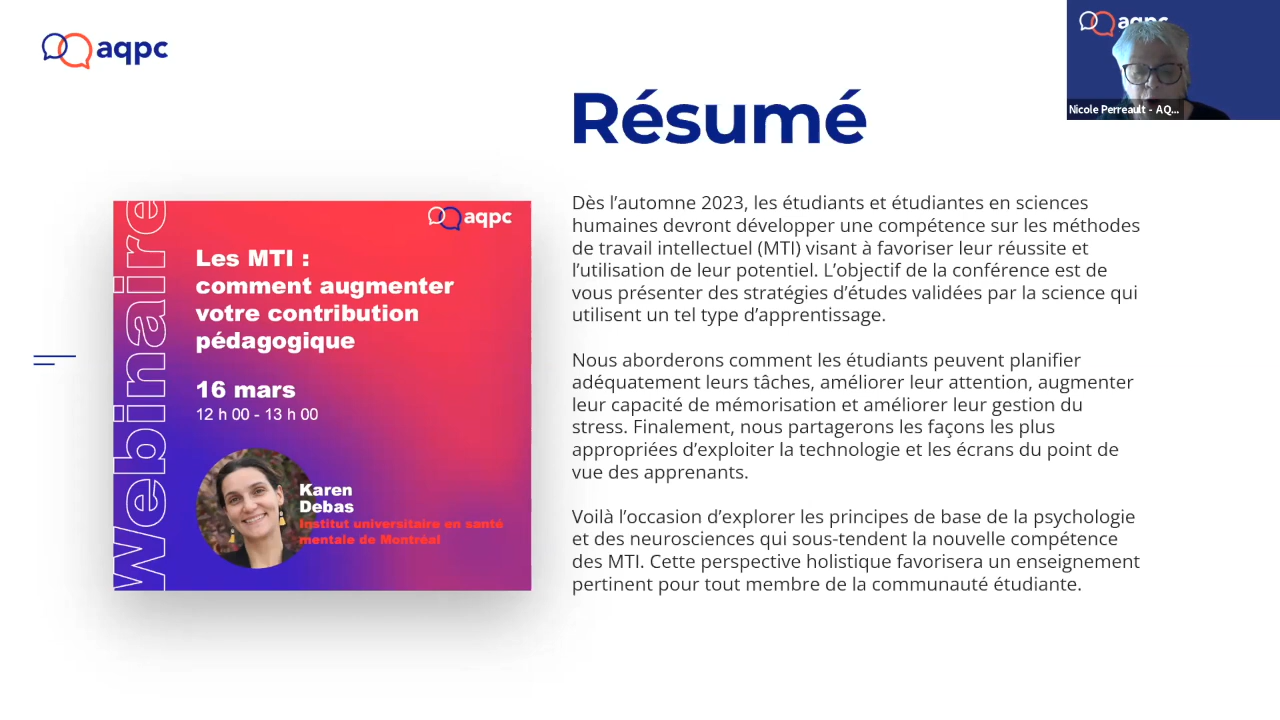 aqpc
aqpc
Nicole Perreault - AQ...
Résumé
Webinaire
aqpc
Les MTI :
comment augmenter
votre contribution
pédagogique
16 mars
12 h 00 - 13 h 00
Karen
Debas
Institut universitaire en santé
mentale de Montréal
Dès l’automne 2023, les étudiants et étudiantes en sciences
humaines devront développer une compétence sur les méthodes
de travail intellectuel (MTI) visant à favoriser leur réussite et
l’utilisation de leur potentiel. L’objectif de la conférence est de
vous présenter des stratégies d’études validées par la science qui
utilisent un tel type d’apprentissage.
Nous aborderons comment les étudiants peuvent planifier
adéquatement leurs tâches, améliorer leur attention, augmenter
leur capacité de mémorisation et améliorer leur gestion du
stress. Finalement, nous partagerons les façons les plus
appropriées d’exploiter la technologie et les écrans du point de
vue des apprenants.
Voilà l’occasion d’explorer les principes de base de la psychologie
et des neurosciences qui sous-tendent la nouvelle compétence
des MTI. Cette perspective holistique favorisera un enseignement
pertinent pour tout membre de la communauté étudiante.